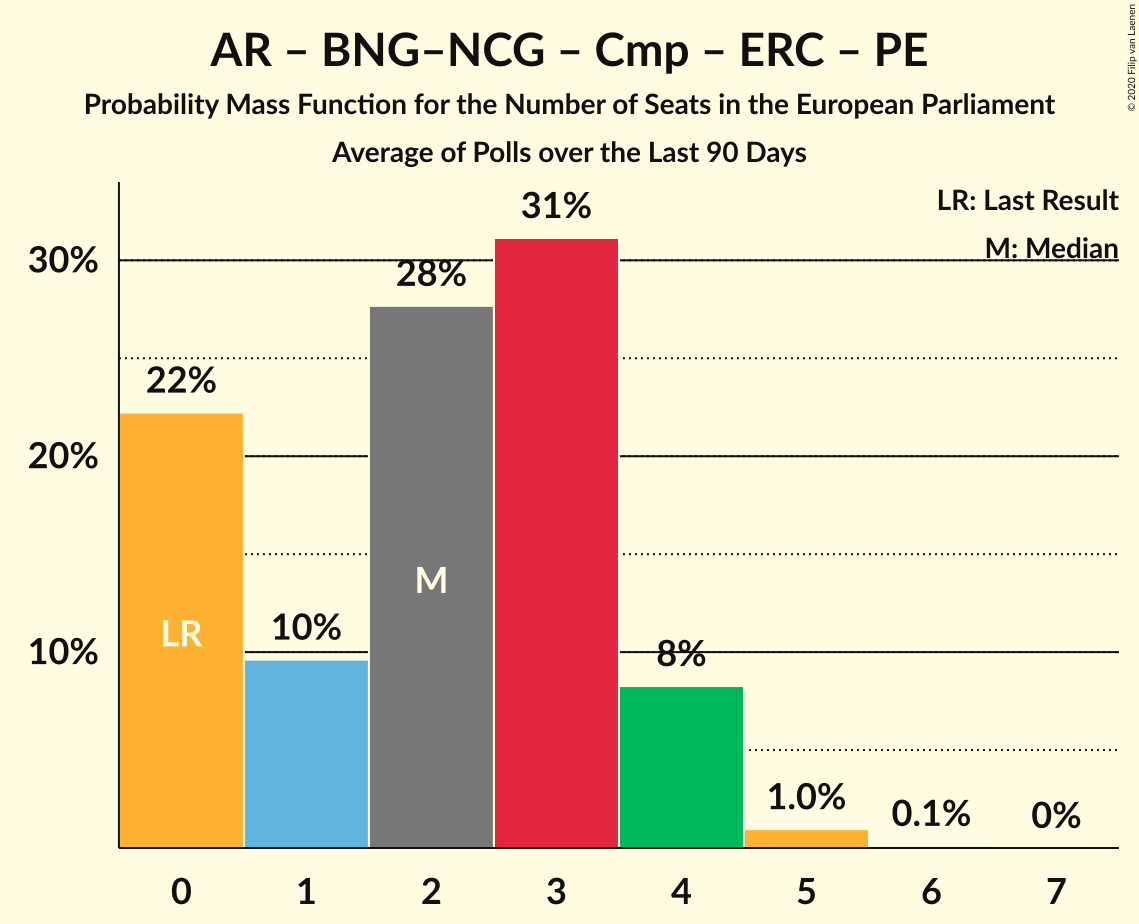 AR – BNG–NCG – Cmp – ERC – PE
Probability Mass Function for the Number of Seats in the European Parliament
Average of Polls over the Last 90 Days
© 2020 Filip van Laenen
LR: Last Result
M: Median
30%
20%
10%
22%
10%
28%
31%
8%
1.0%
0.1%
0%
LR
M
0 1 2 3 4 5 6 7